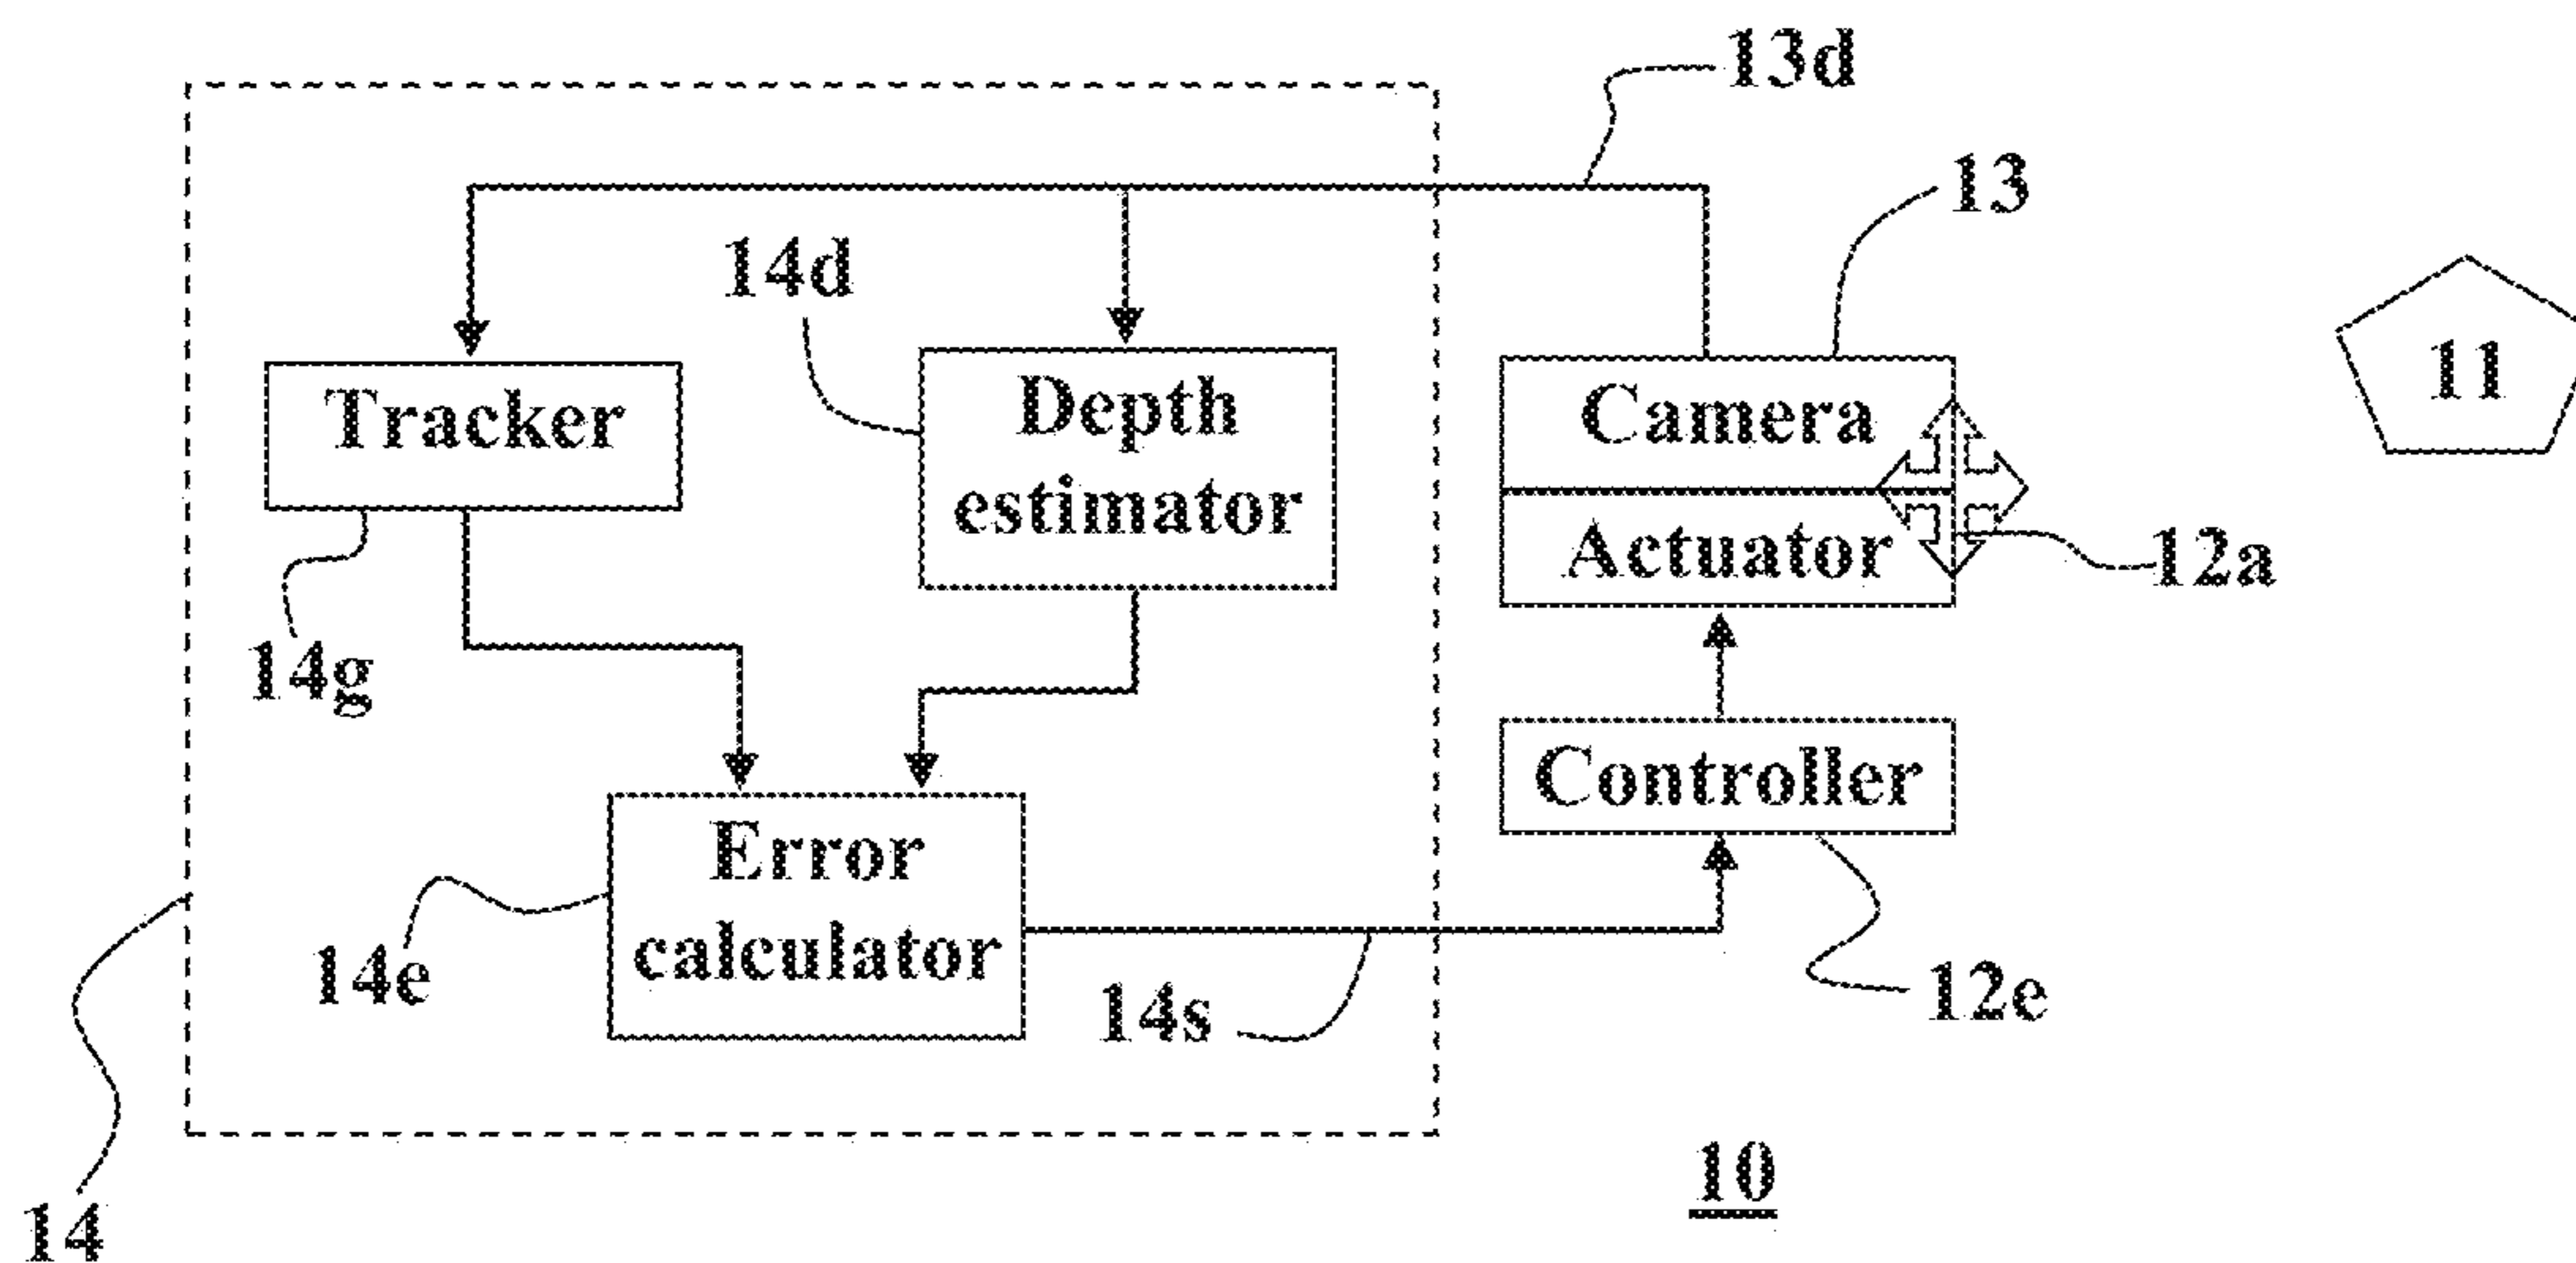 13d
13
14d
11
Tracker
Depth
estimator
Camera
Actuator
12a
14g
Controller
Error
calculator
14e
14s
12e
10
14